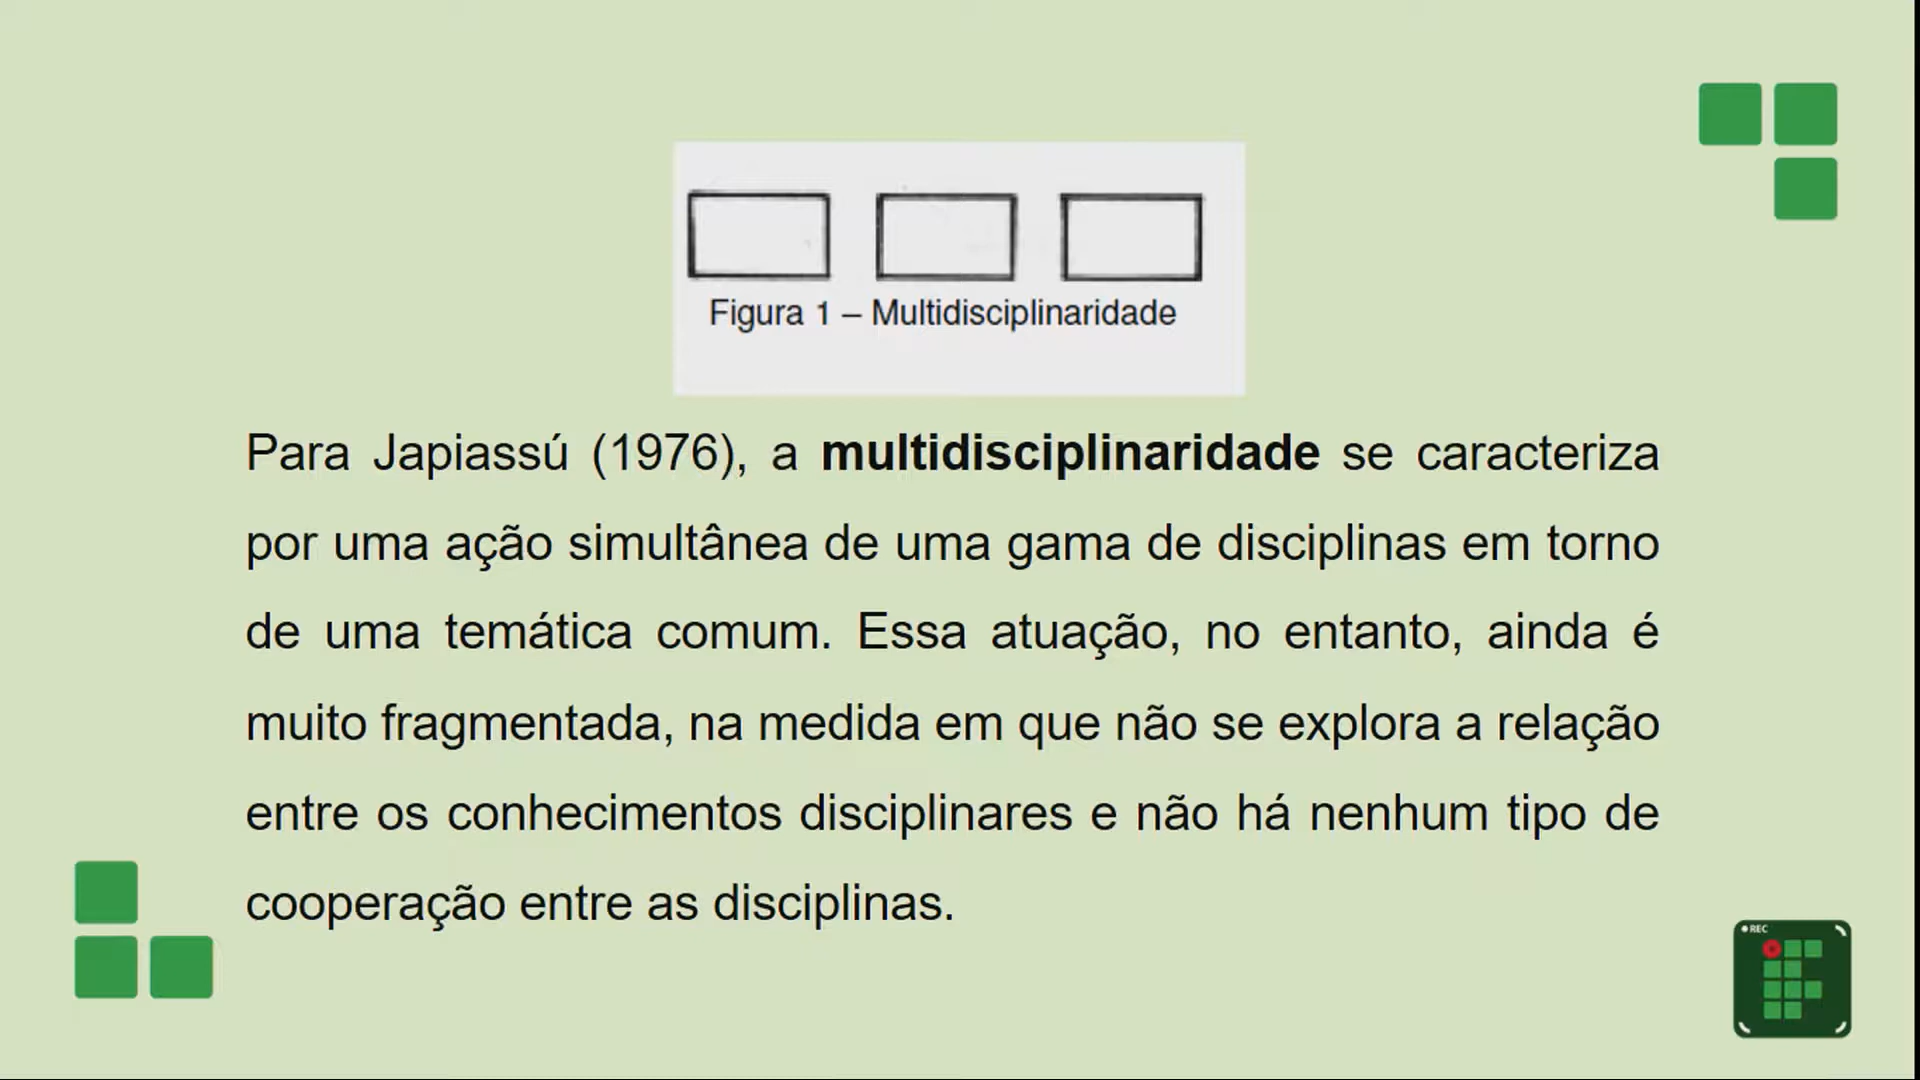 Figura 1 – Multidisciplinaridade
Para Japiassú (1976), a multidisciplinaridade se caracteriza
por uma ação simultânea de uma gama de disciplinas em torno
de uma temática comum. Essa atuação, no entanto, ainda é
muito fragmentada, na medida em que não se explora a relação
entre os conhecimentos disciplinares e não há nenhum tipo de
cooperação entre as disciplinas.
REC